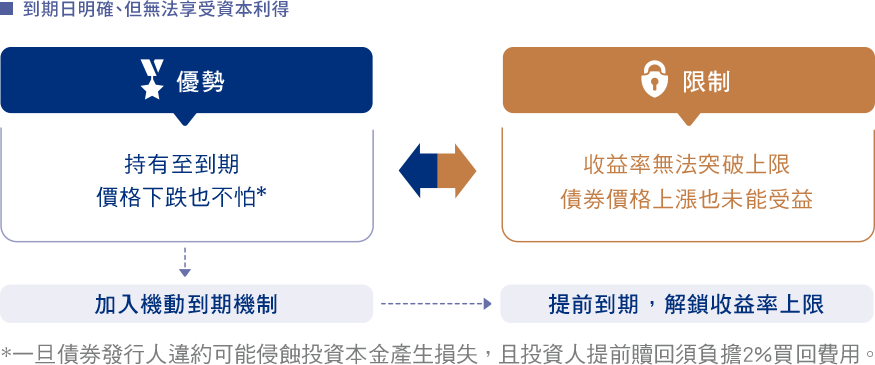 到期日明確、但無法享受資本利得
優勢
限制
持有至到期
價格下跌也不怕*
收益率無法突破上限
債券價格上漲也未能受益
加入機動到期機制
提前到期，解鎖收益率上限
*一旦債券發行人違約可能侵蝕投資本金產生損失，且投資人提前贖回須負擔2%買回費用。